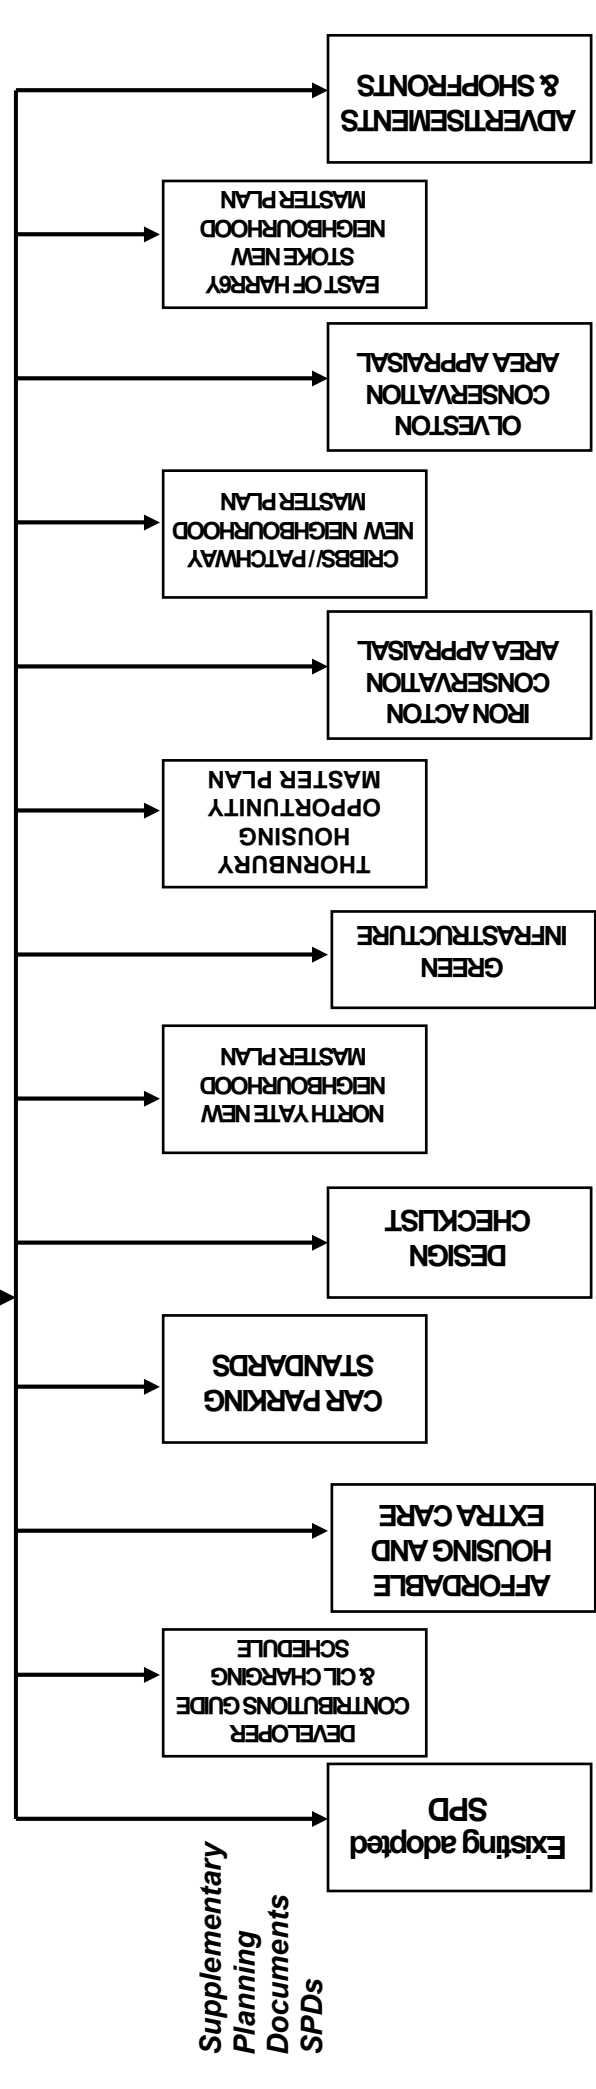 Supplementary
Planning
Documents
SPDs
Existing adopted
SPD
DEVELOPER
CONTRIBUTIONS GUIDE
& CIL CHARGING
SCHEDULE
AFFORDABLE
HOUSING AND
EXTRA CARE
CAR PARKING
STANDARDS
DESIGN
CHECKLIST
NORTH YATE NEW
NEIGHBOURHOOD
MASTER PLAN
GREEN
INFRASTRUCTURE
THORNBURY
HOUSING
OPPORTUNITY
MASTER PLAN
IRON ACTON
CONSERVATION
AREA APPRAISAL
CRIBBS//PATCHWAY
NEW NEIGHBOURHOOD
MASTER PLAN
OLVESTON
CONSERVATION
AREA APPRAISAL
EAST OF HARR6Y
STOKE NEW
NEIGHBOURHOOD
MASTER PLAN
ADVERTISEMENTS
& SHOPFRONTS